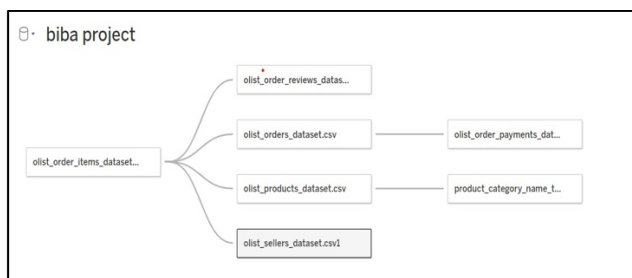 biba project
olist_order_reviews_datas...
olist_orders_dataset.csv
olist_order_payments_dat...
olist_order_items_dataset...
olist_products_dataset.csv
product_category_name_t...
olist_sellers_dataset.csv1